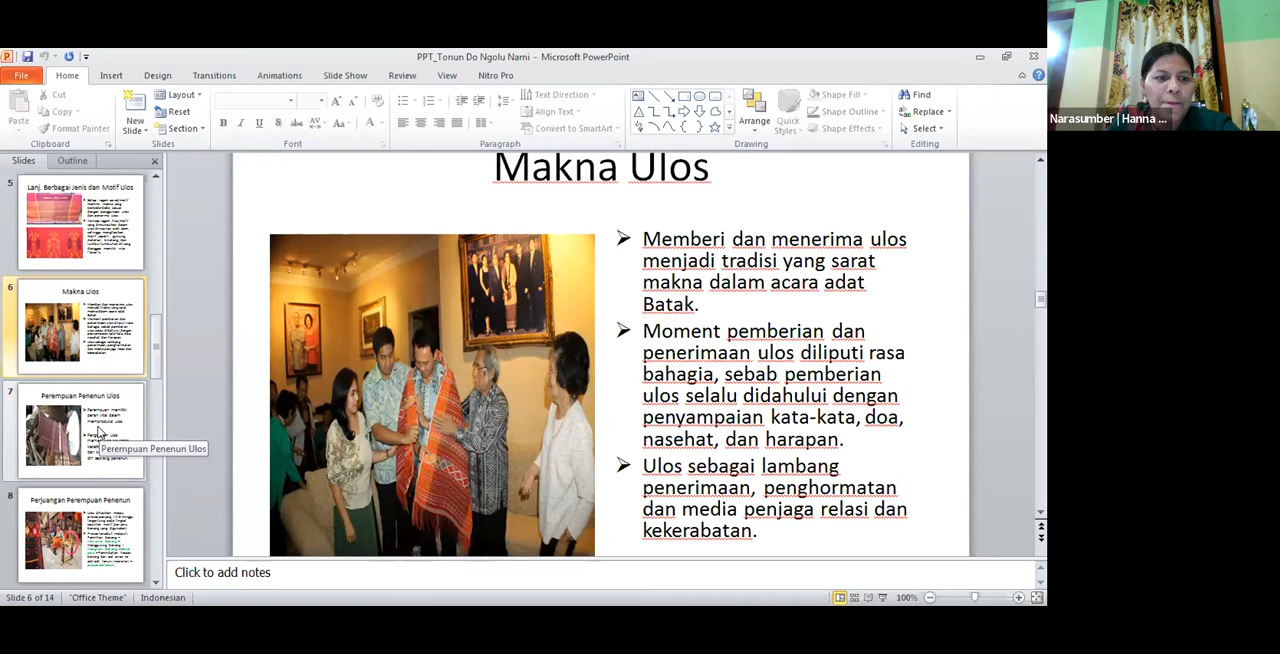 PPT_Tonun Do Ngolu Nami - Microsoft PowerPoint
File Home Insert Design Transitions Animations Slide Show Review View Nitro Pro
Cut
Copy
Format Painter
Paste
Clipboard
New
Slide
Layout
Reset
Section
Slides
Font
Paragraph
Text Direction
Align Text
Convert to SmartArt
Arrange
Quick
Styles
Shape Fill
Shape Outline
Shape Effects
Drawing
Find
Replace
Select
Editing
Narasumber | Hanna ...
Slides Outline
5
Lanj. Berbagai Jenis dan Motif Ulos
6
Makna Ulos
7
Perempuan Penenun Ulos
Perempuan Penenun Ulos
8
Perjuangan Perempuan Penenun
Makna Ulos
Memberi dan menerima ulos
menjadi tradisi yang sarat
makna dalam acara adat
Batak.
Moment pemberian dan
penerimaan ulos diliputi rasa
bahagia, sebab pemberian
ulos selalu didahului dengan
penyampaian kata-kata, doa,
nasehat, dan harapan.
Ulos sebagai lambang
penerimaan, penghormatan
dan media penjaga relasi dan
kekerabatan.
Click to add notes
Slide 6 of 14 "Office Theme" Indonesian 100%